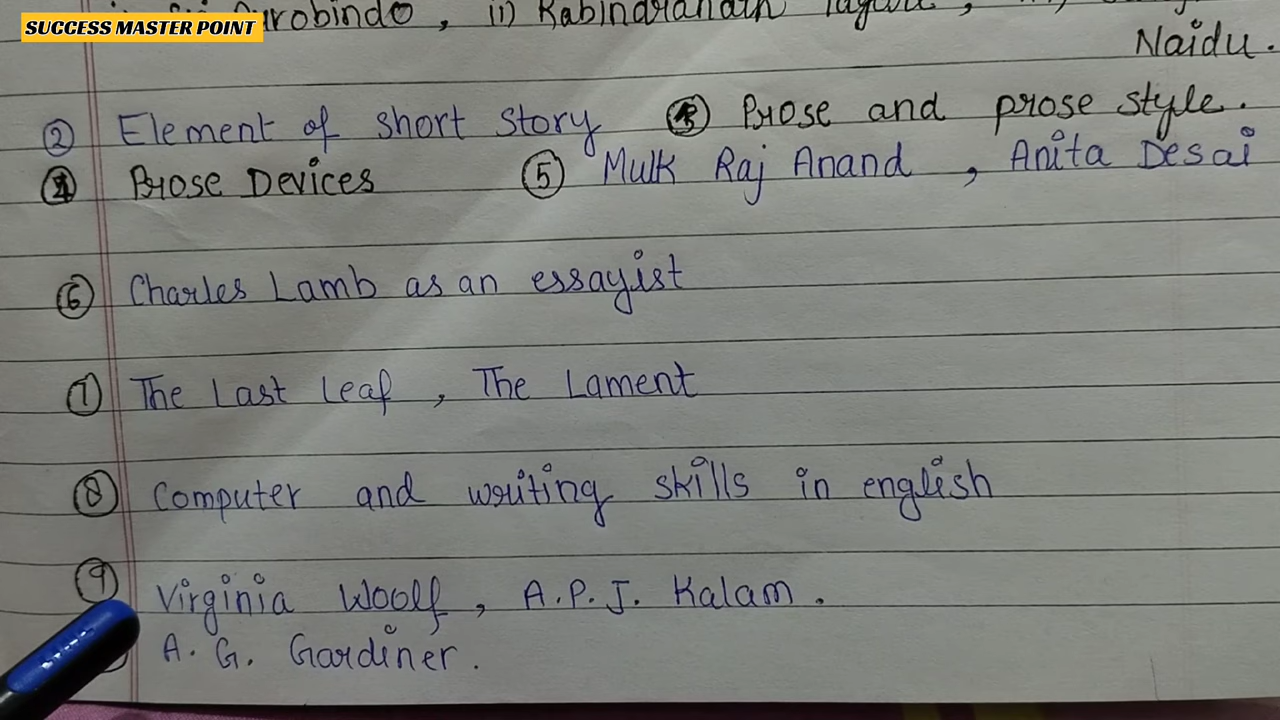 SUCCESS MASTER POINT
urobindo, ii) Rabindranath Tagore,
Naidu.
② Element of short story ③ Prose and prose style.
④ Prose Devices ⑤ Mulk Raj Anand, Anita Desai
⑥ Charles Lamb as an essayist
⑦ The Last Leaf, The Lament
⑧ Computer and writing skills in english
⑨ Virginia Woolf, A.P.J. Kalam.
A. G. Gardiner.